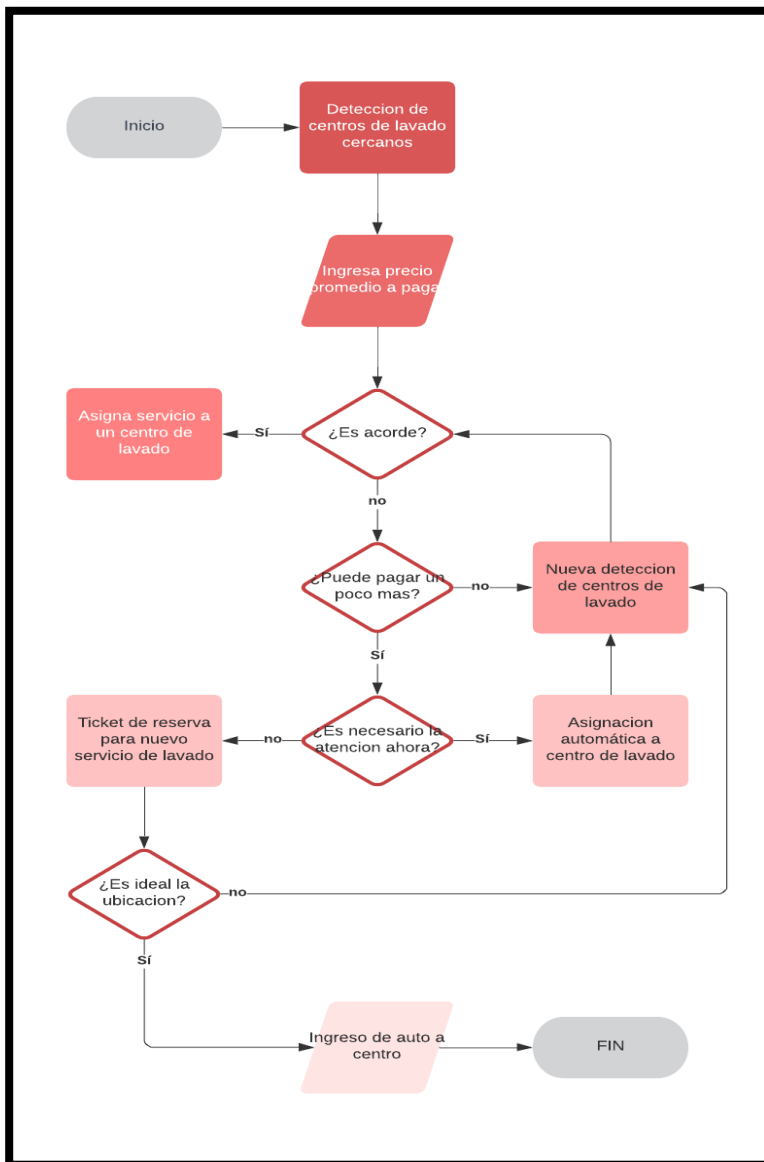 Inicio
Deteccion de
centros de lavado
cercanos
Ingresa precio
promedio a paga
Asigna servicio a
un centro de
lavado
Sí
¿Es acorde?
no
¿Puede pagar un
poco mas?
no
Nueva deteccion
de centros de
lavado
Sí
Ticket de reserva
para nuevo
servicio de lavado
no
¿Es necesario la
atencion ahora?
Sí
Asignacion
automática a
centro de lavado
¿Es ideal la
ubicacion?
no
Sí
Ingreso de auto a
centro
FIN